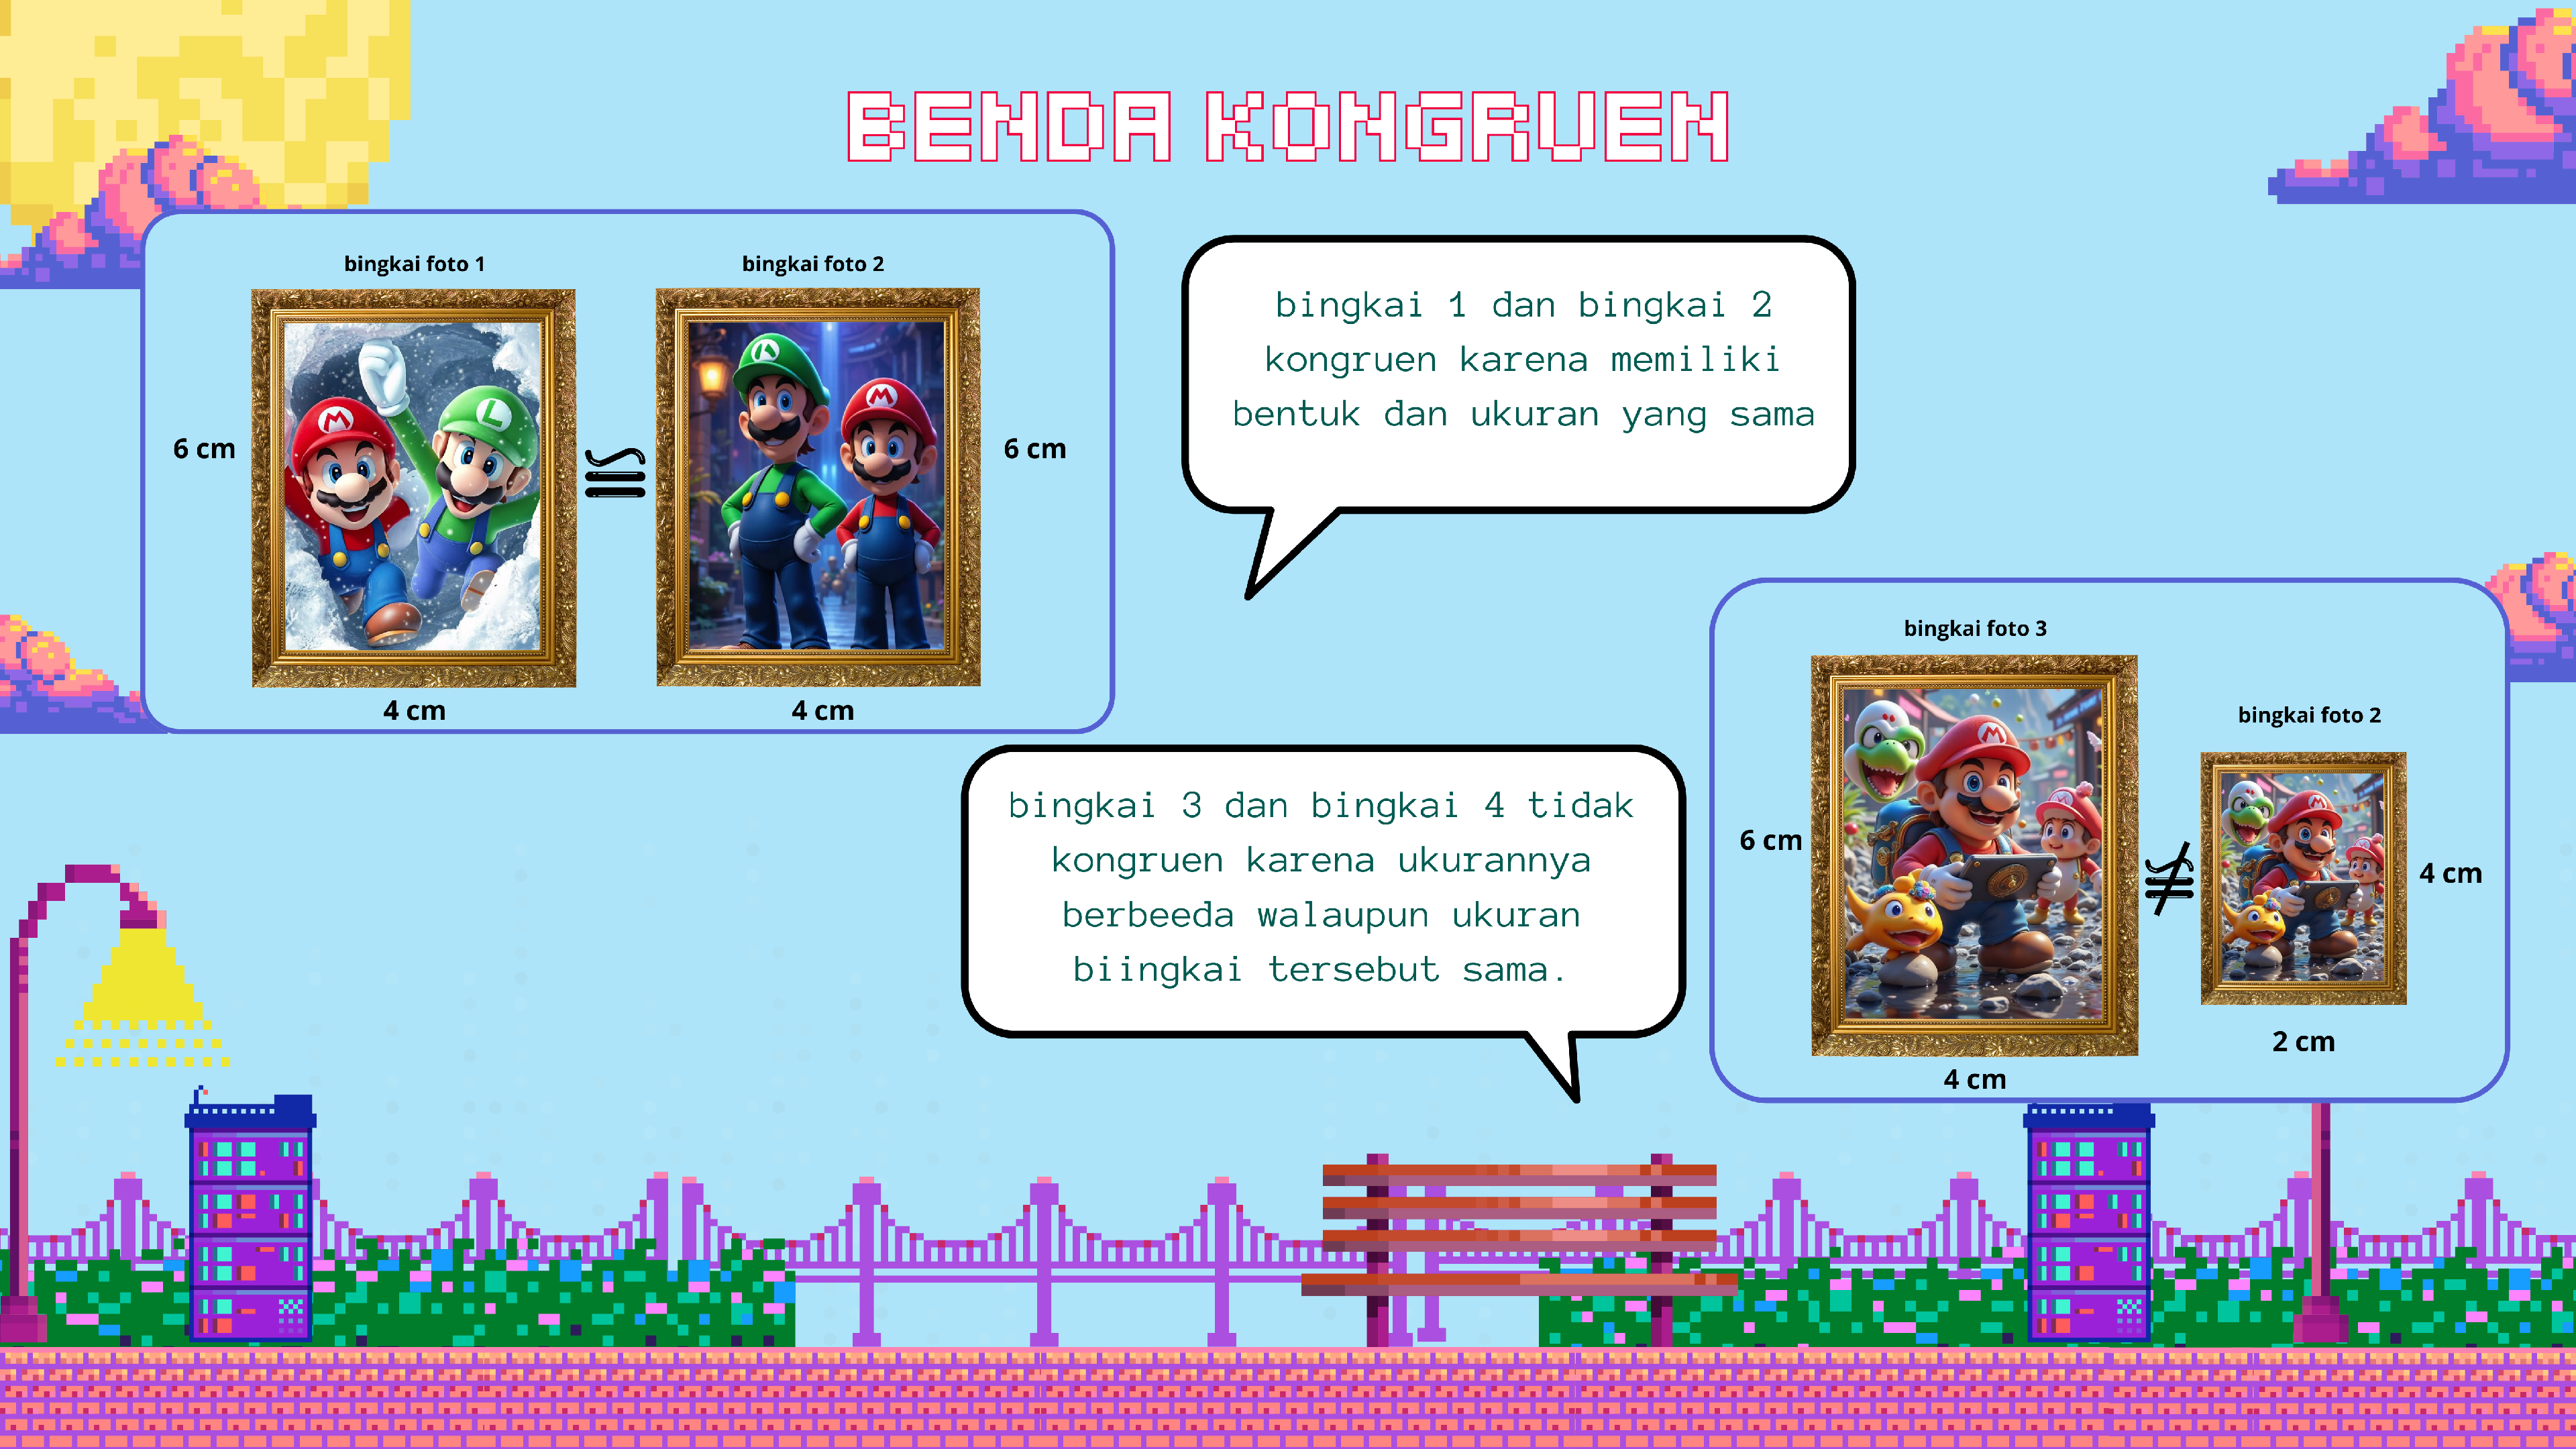 BENDA KONGRUEN
bingkai foto 1
bingkai foto 2
6 cm
≅
6 cm
4 cm
4 cm
bingkai 1 dan bingkai 2
kongruen karena memiliki
bentuk dan ukuran yang sama
bingkai 3 dan bingkai 4 tidak
kongruen karena ukurannya
berbeeda walaupun ukuran
biingkai tersebut sama.
bingkai foto 3
bingkai foto 2
6 cm
≇
4 cm
4 cm
2 cm